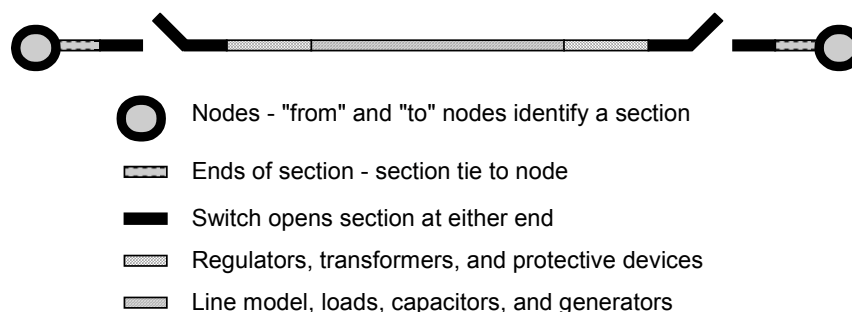 Nodes - "from" and "to" nodes identify a section
Ends of section - section tie to node
Switch opens section at either end
Regulators, transformers, and protective devices
Line model, loads, capacitors, and generators